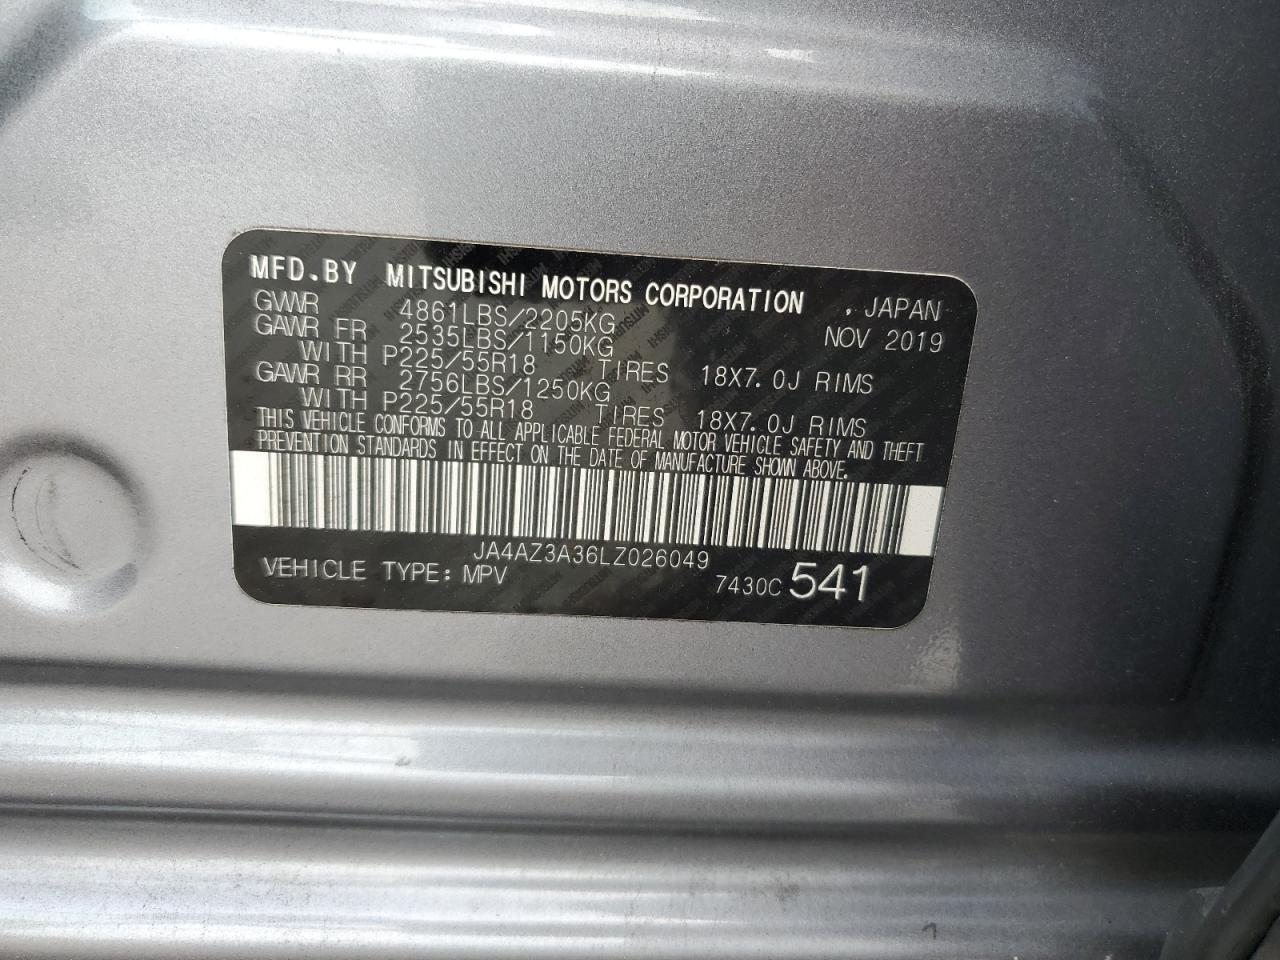 MFD.BY MITSUBISHI MOTORS CORPORATION , JAPAN
GVWR 4861LBS/2205KG NOV 2019
GAWR FR 2535LBS/1150KG
WITH P225/55R18 TIRES 18X7.0J RIMS
GAWR RR 2756LBS/1250KG
WITH P225/55R18 TIRES 18X7.0J RIMS
THIS VEHICLE CONFORMS TO ALL APPLICABLE FEDERAL MOTOR VEHICLE SAFETY AND THEFT
PREVENTION STANDARDS IN EFFECT ON THE DATE OF MANUFACTURE SHOWN ABOVE.
JA4AZ3A36LZ026049
VEHICLE TYPE: MPV 7430C 541